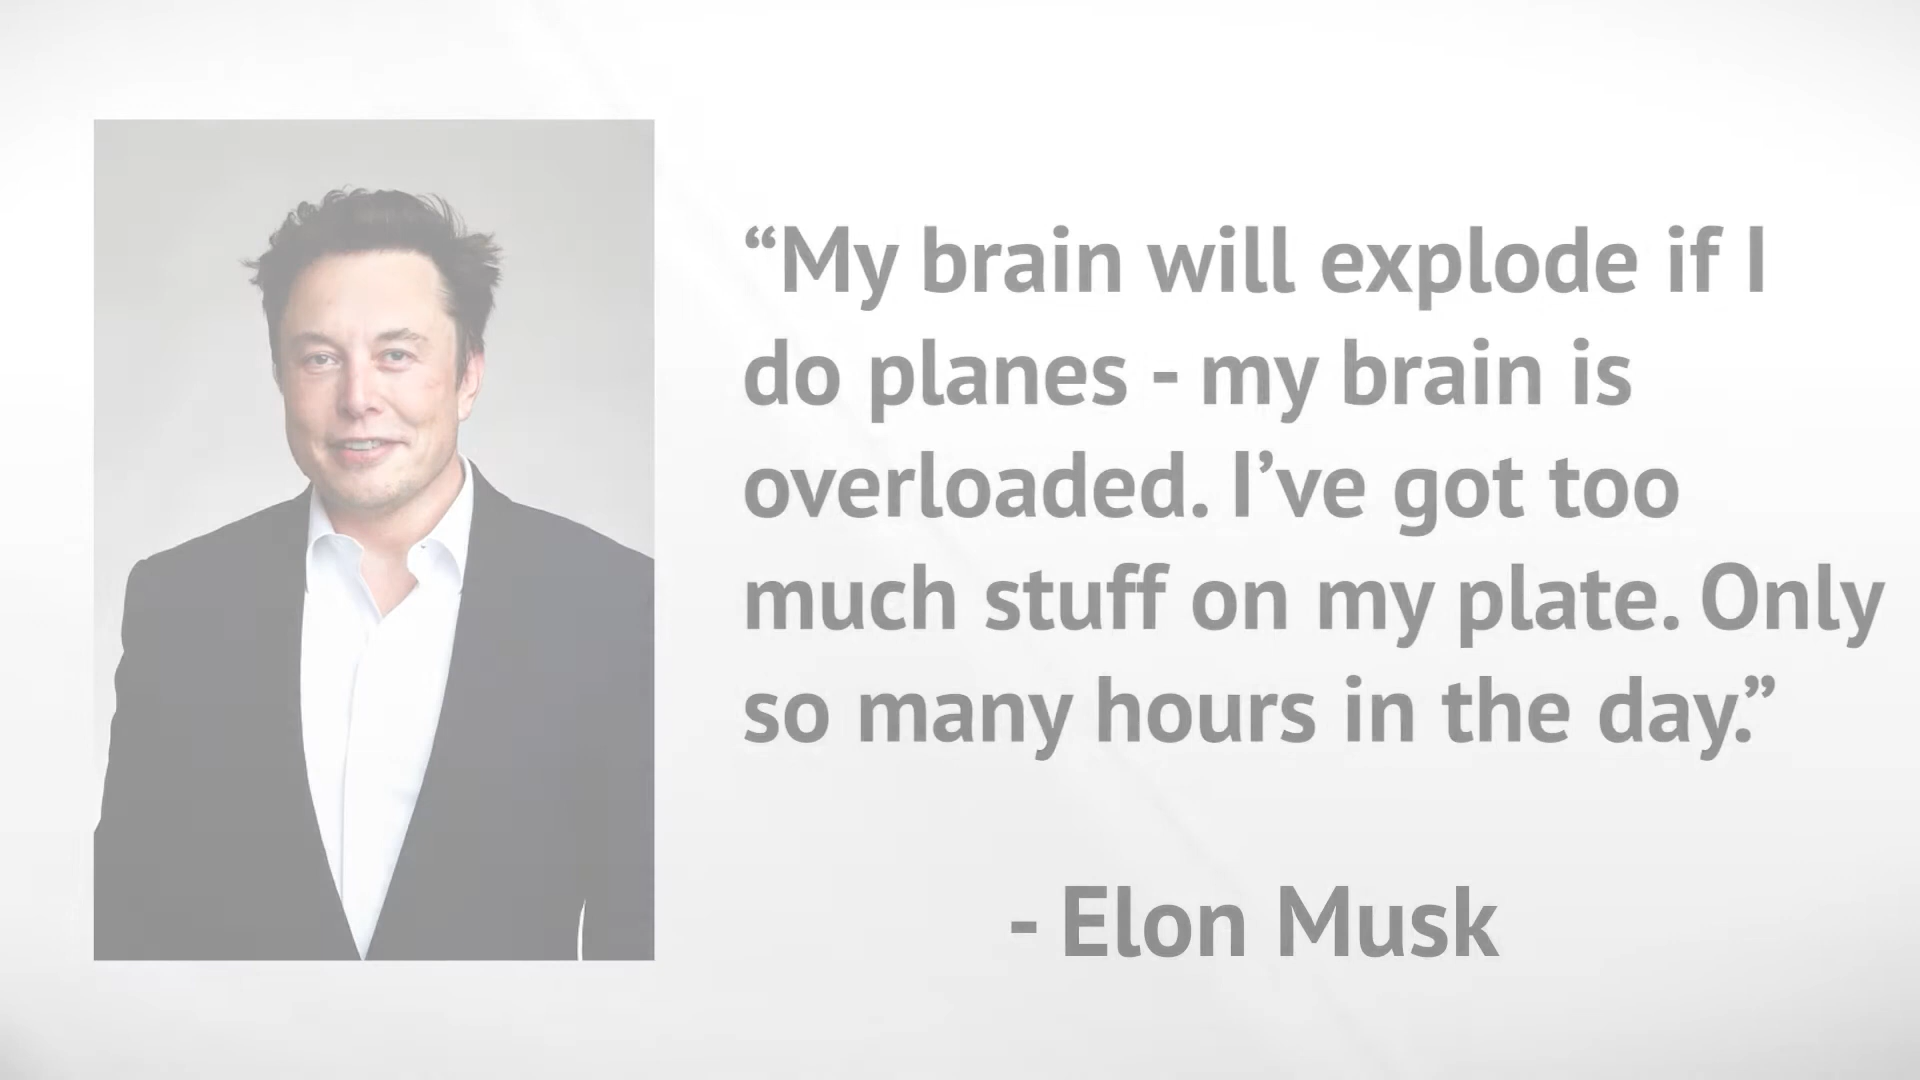 “My brain will explode if I
do planes - my brain is
overloaded. I’ve got too
much stuff on my plate. Only
so many hours in the day.”
- Elon Musk